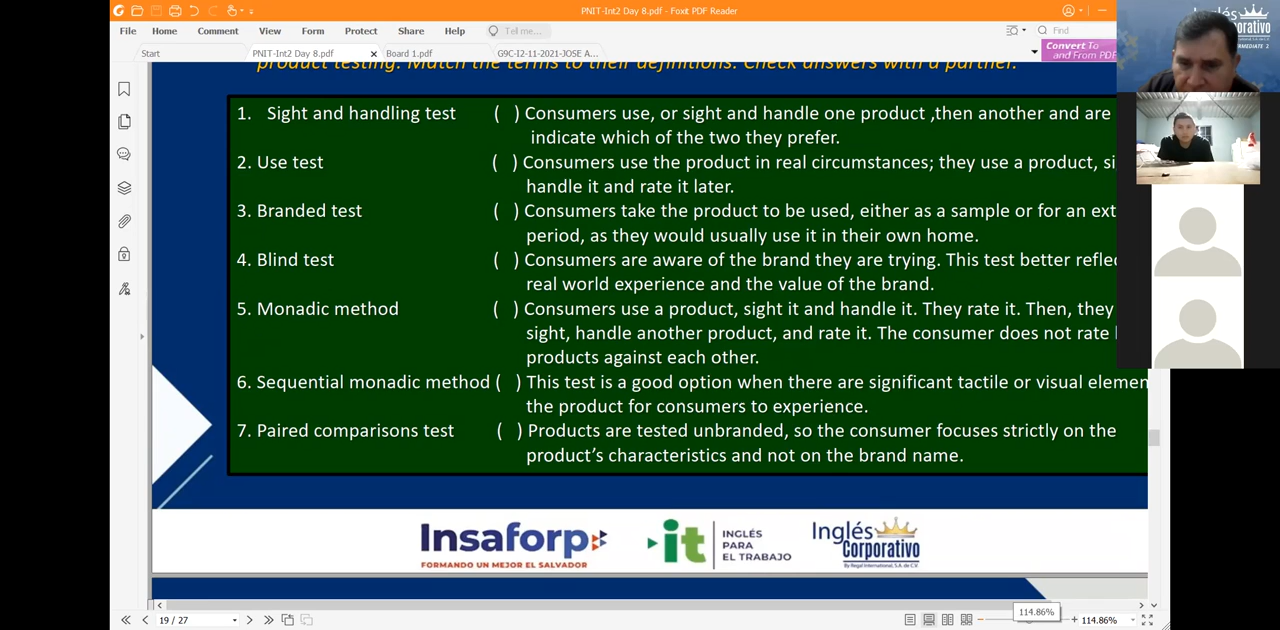 PNIT-Int2 Day 8.pdf - Foxit PDF Reader
File Home Comment View Form Protect Share Help Tell me... Find
Start PNIT-Int2 Day 8.pdf Board 1.pdf G9C-I2-11-2021-JOSE A...
Convert To
and From PDF
product testing. Match the terms to their definitions. Check answers with a partner.
1. Sight and handling test ( ) Consumers use, or sight and handle one product ,then another and are
indicate which of the two they prefer.
2. Use test ( ) Consumers use the product in real circumstances; they use a product, si
handle it and rate it later.
3. Branded test ( ) Consumers take the product to be used, either as a sample or for an ext
period, as they would usually use it in their own home.
4. Blind test ( ) Consumers are aware of the brand they are trying. This test better reflec
real world experience and the value of the brand.
5. Monadic method ( ) Consumers use a product, sight it and handle it. They rate it. Then, they
sight, handle another product, and rate it. The consumer does not rate
products against each other.
6. Sequential monadic method ( ) This test is a good option when there are significant tactile or visual elemen
the product for consumers to experience.
7. Paired comparisons test ( ) Products are tested unbranded, so the consumer focuses strictly on the
product's characteristics and not on the brand name.
Insaforp
FORMANDO UN MEJOR EL SALVADOR
it
INGLÉS
PARA
EL TRABAJO
Inglés
Corporativo
By Regal International, S.A. de C.V.
114.86%
19 / 27 114.86%